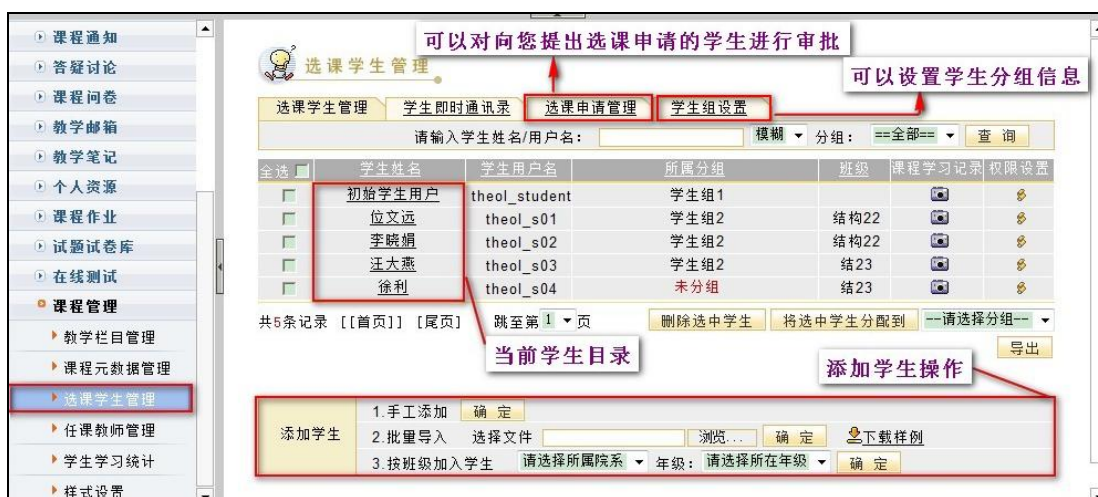 课程通知
答疑讨论
课程问卷
教学邮箱
教学笔记
个人资源
课程作业
试题试卷库
在线测试
课程管理
教学栏目管理
课程元数据管理
选课学生管理
任课教师管理
学生学习统计
样式设置
可以对向您提出选课申请的学生进行审批
选课学生管理
可以设置学生分组信息
选课学生管理 学生即时通讯录 选课申请管理 学生组设置
请输入学生姓名/用户名: 模糊 分组: ==全部== 查 询
全选 学生姓名 学生用户名 所属分组 班级 课程学习记录 权限设置
初始学生用户 theol_student 学生组1
位文远 theol_s01 学生组2 结构22
李晓娟 theol_s02 学生组2 结构22
汪大燕 theol_s03 学生组2 结23
徐利 theol_s04 未分组 结23
共5条记录 [[首页]] [尾页] 跳至第 1 页 删除选中学生 将选中学生分配到 --请选择分组--
导出
当前学生目录
添加学生操作
添加学生
1.手工添加 确 定
2.批量导入 选择文件 浏览... 确 定 下载样例
3.按班级加入学生 请选择所属院系 年级: 请选择所在年级 确 定